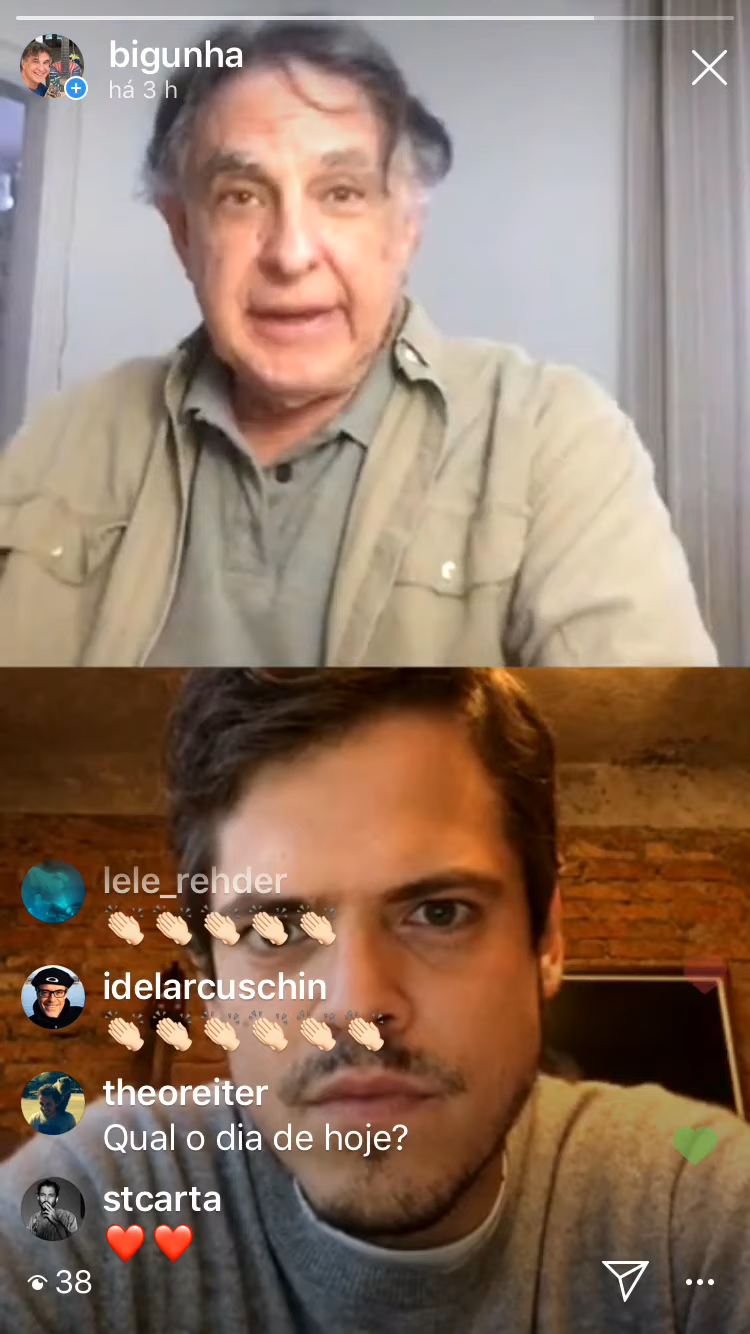 bigunha
há 3 h
lele_rehder
👏🏻👏🏻👏🏻👏🏻👏🏻
idelarcuschin
👏🏻👏🏻👏🏻👏🏻👏🏻👏🏻
theoreiter
Qual o dia de hoje?
stcarta
❤️❤️
38